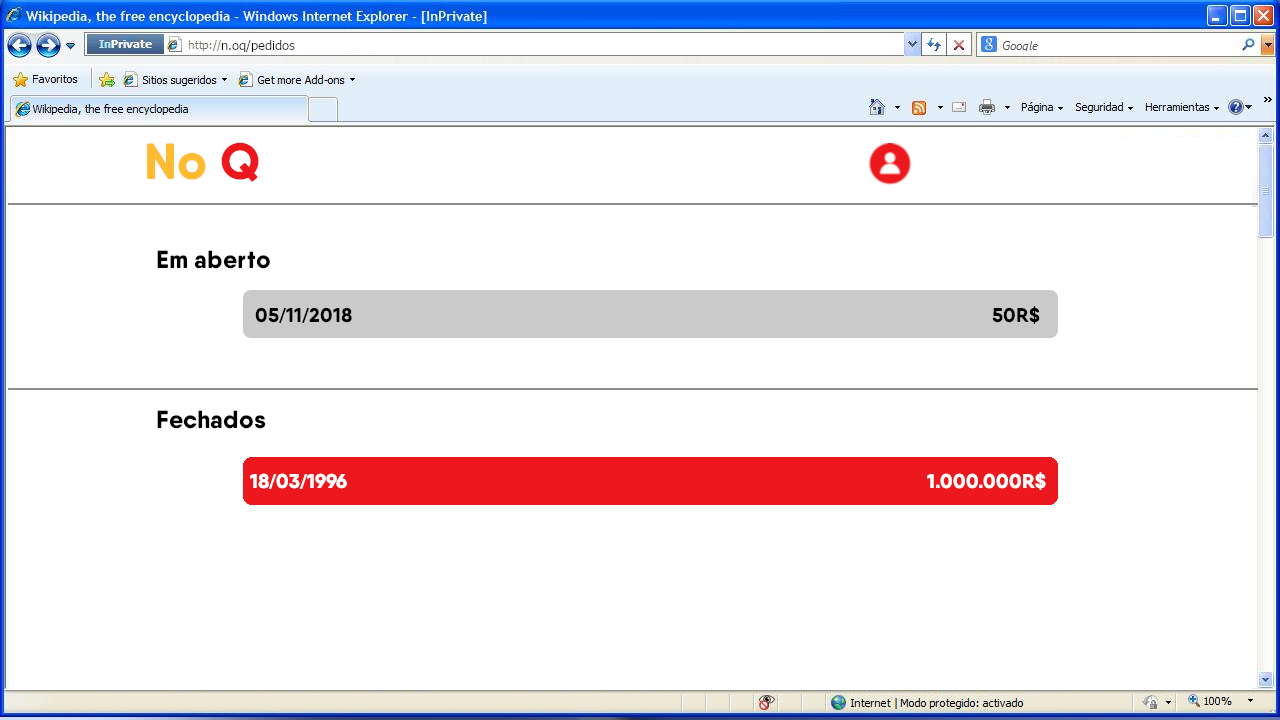 Wikipedia, the free encyclopedia - Windows Internet Explorer - [InPrivate]
InPrivate http://n.oq/pedidos Google
Favoritos Sitios sugeridos Get more Add-ons
Wikipedia, the free encyclopedia Página Seguridad Herramientas »
No Q
Em aberto
05/11/2018 50R$
Fechados
18/03/1996 1.000.000R$
Internet | Modo protegido: activado 100%